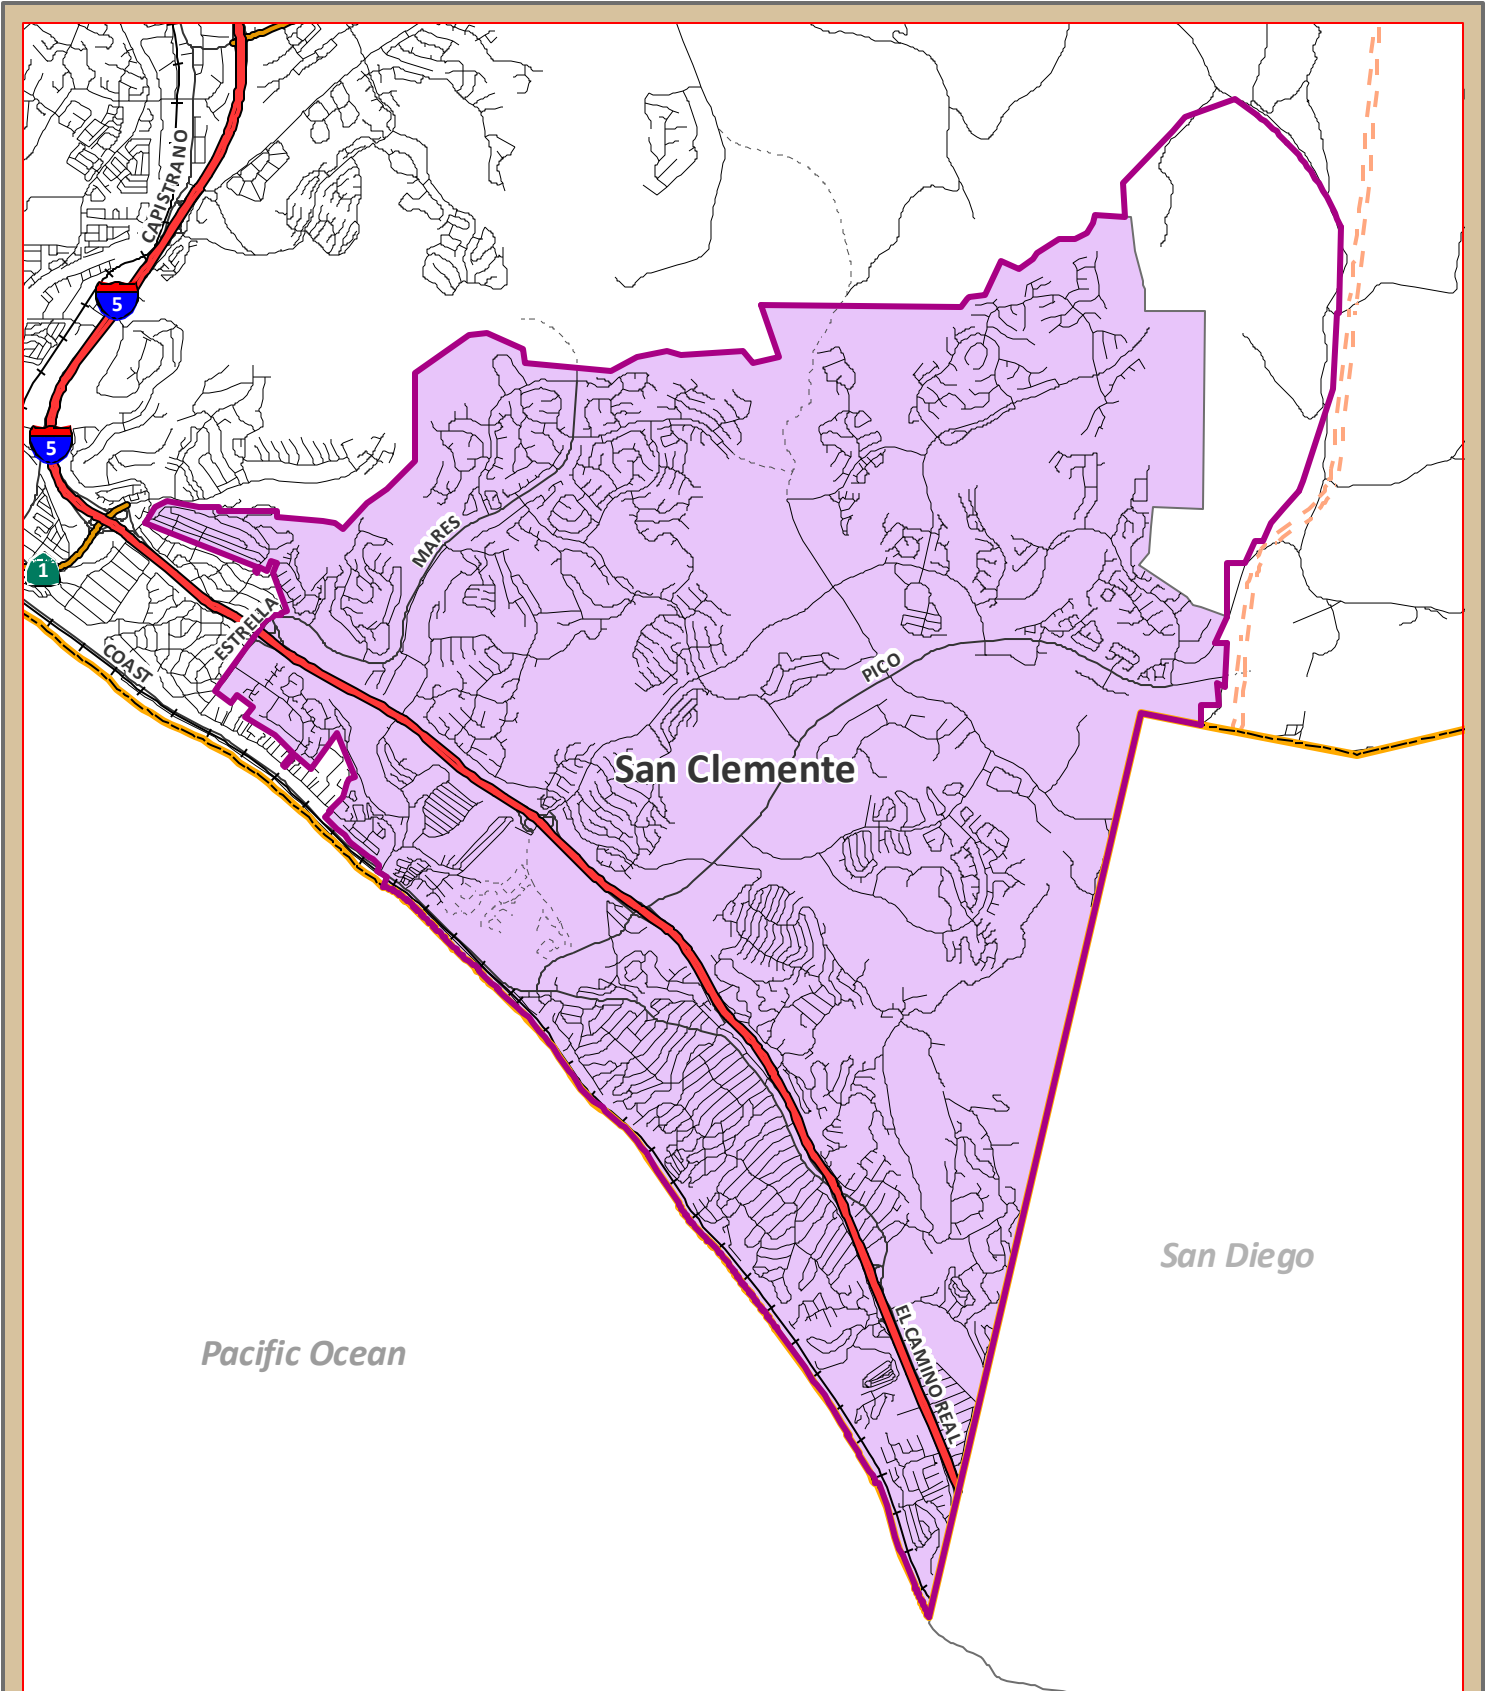 CAPISTRANO
5
5
MARES
1
ESTRELLA
COAST
PICO
San Clemente
San Diego
EL CAMINO REAL
Pacific Ocean